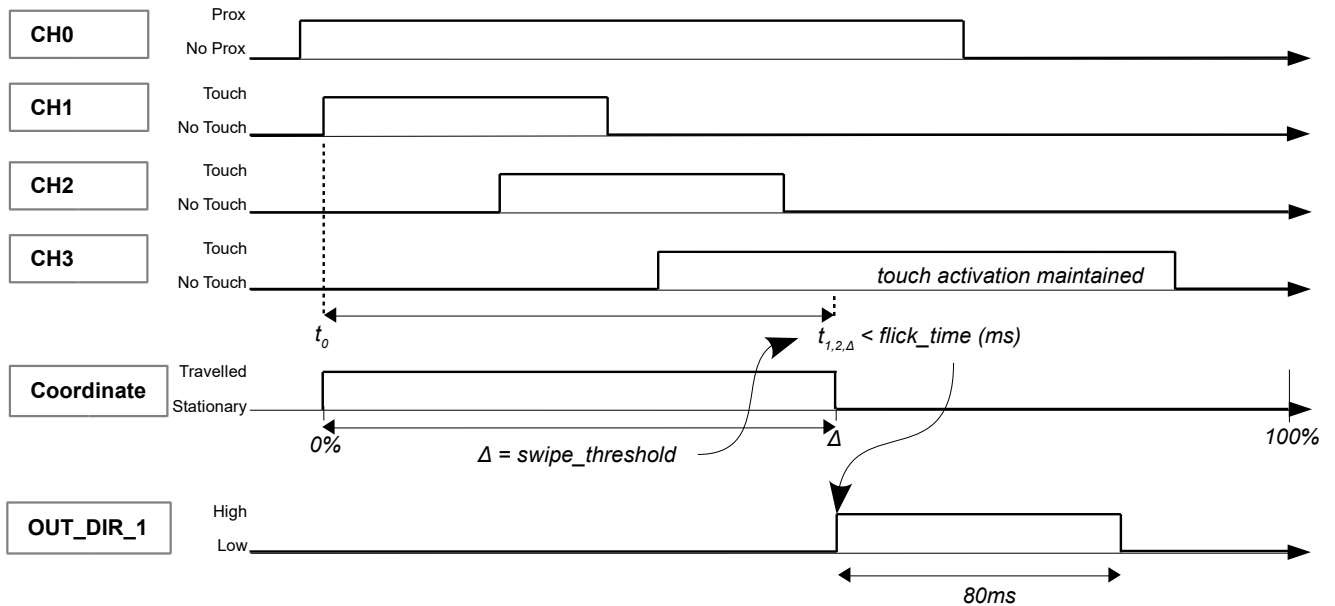 Prox
CH0
No Prox
Touch
CH1
No Touch
Touch
CH2
No Touch
Touch
CH3
No Touch
touch activation maintained
t0
t1,2,Δ < flick_time (ms)
Travelled
Coordinate
Stationary
0%
Δ
100%
Δ = swipe_threshold
High
OUT_DIR_1
Low
80ms